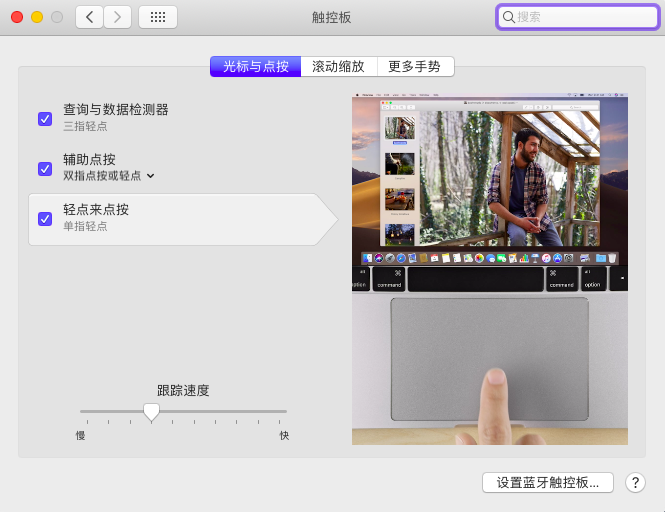 触控板
搜索
光标与点按
滚动缩放
更多手势
查询与数据检测器
三指轻点
辅助点按
双指点按或轻点
轻点来点按
单指轻点
跟踪速度
慢
快
alt
option
⌘
command
⌘
command
alt
option
设置蓝牙触控板...
?